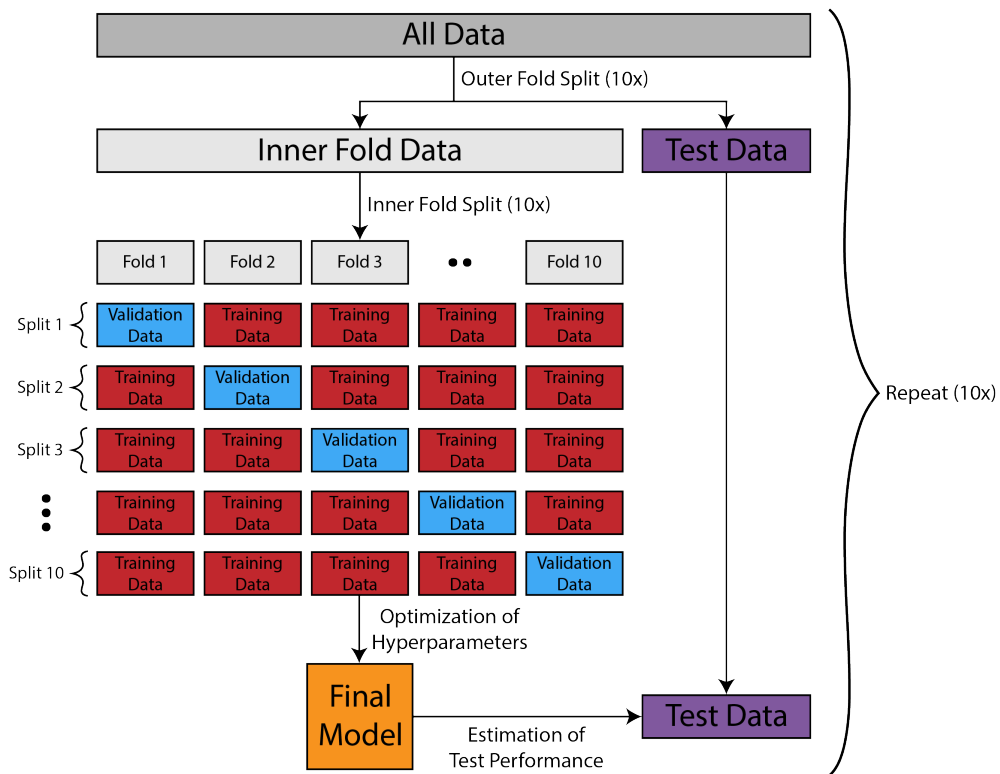 All Data
Outer Fold Split (10x)
Inner Fold Data
Test Data
Inner Fold Split (10x)
Fold 1
Fold 2
Fold 3
Fold 10
Split 1
Validation
Data
Training
Data
Training
Data
Training
Data
Training
Data
Split 2
Training
Data
Validation
Data
Training
Data
Training
Data
Training
Data
Repeat (10x)
Split 3
Training
Data
Training
Data
Validation
Data
Training
Data
Training
Data
Training
Data
Training
Data
Training
Data
Validation
Data
Training
Data
Split 10
Training
Data
Training
Data
Training
Data
Training
Data
Validation
Data
Optimization of
Hyperparameters
Final
Model
Estimation of
Test Performance
Test Data